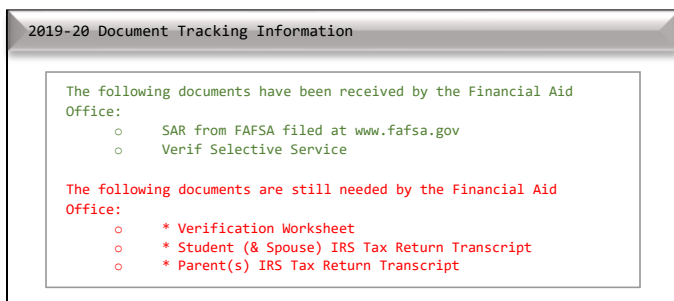 2019-20 Document Tracking Information
The following documents have been received by the Financial Aid
Office:
o SAR from FAFSA filed at www.fafsa.gov
o Verif Selective Service
The following documents are still needed by the Financial Aid
Office:
o * Verification Worksheet
o * Student (& Spouse) IRS Tax Return Transcript
o * Parent(s) IRS Tax Return Transcript